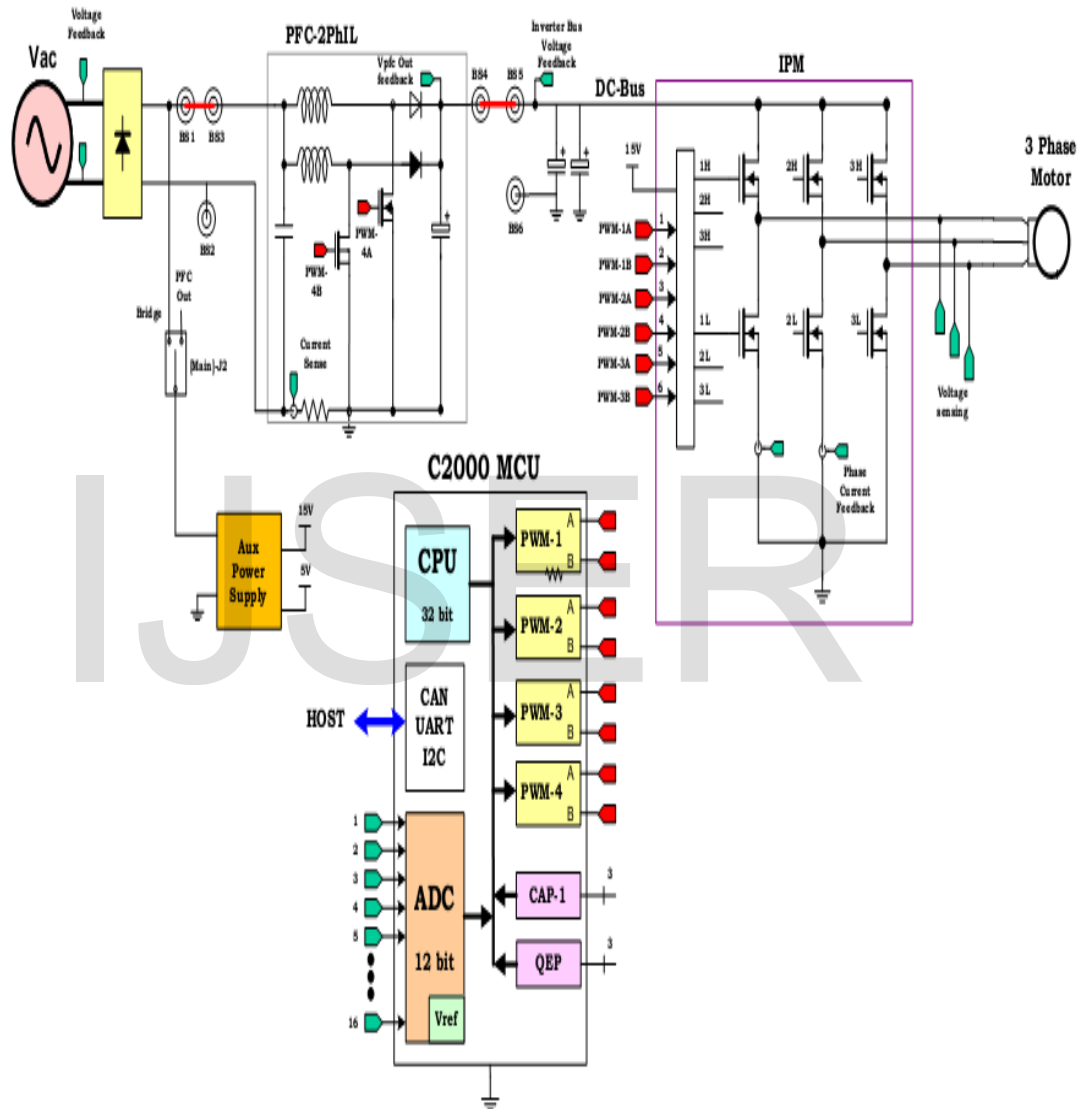 Voltage
Feedback
Vac
PFC-2PhIL
Vpfc Out
feedback
BS1
BS3
BS2
BS4
BS5
Inverter Bus
Voltage
Feedback
DC-Bus
BS6
IPM
3 Phase
Motor
15V
1H
2H
3H
2H
3H
PWM-1A
1
PWM-1B
2
PWM-2A
3
PWM-2B
4
PWM-3A
5
PWM-3B
6
1L
2L
3L
2L
3L
PWM-
4A
PWM-
4B
PFC
Out
Bridge
(Main)-J2
Current
Sense
Voltage
sensing
Phase
Current
Feedback
C2000 MCU
Aux
Power
Supply
15V
5V
CPU
32 bit
CAN
UART
I2C
HOST
ADC
12 bit
Vref
1
2
3
4
5
16
PWM-1
A
B
PWM-2
A
B
PWM-3
A
B
PWM-4
A
B
CAP-1
3
QEP
3
IJSER